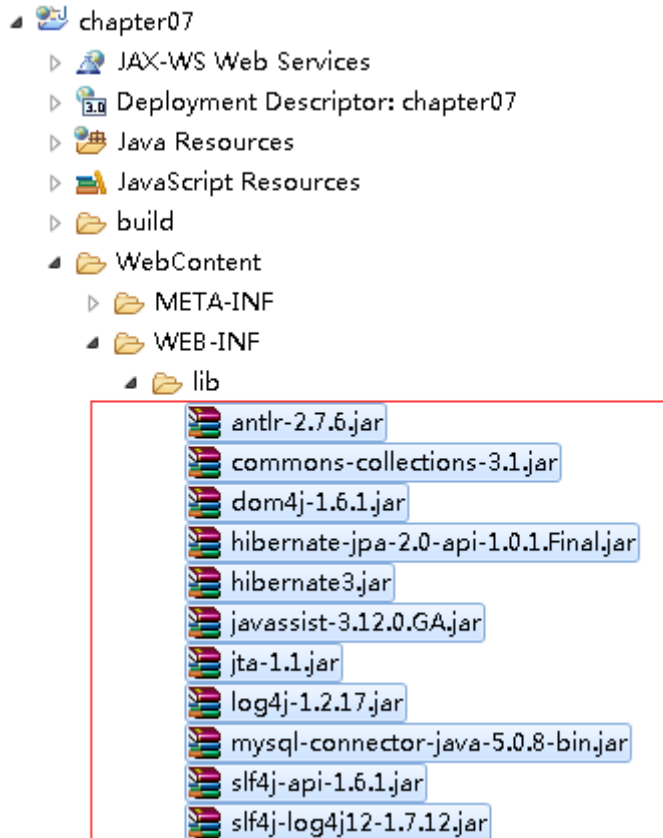 chapter07
JAX-WS Web Services
3.0 Deployment Descriptor: chapter07
Java Resources
JavaScript Resources
build
WebContent
META-INF
WEB-INF
lib
antlr-2.7.6.jar
commons-collections-3.1.jar
dom4j-1.6.1.jar
hibernate-jpa-2.0-api-1.0.1.Final.jar
hibernate3.jar
javassist-3.12.0.GA.jar
jta-1.1.jar
log4j-1.2.17.jar
mysql-connector-java-5.0.8-bin.jar
slf4j-api-1.6.1.jar
slf4j-log4j12-1.7.12.jar